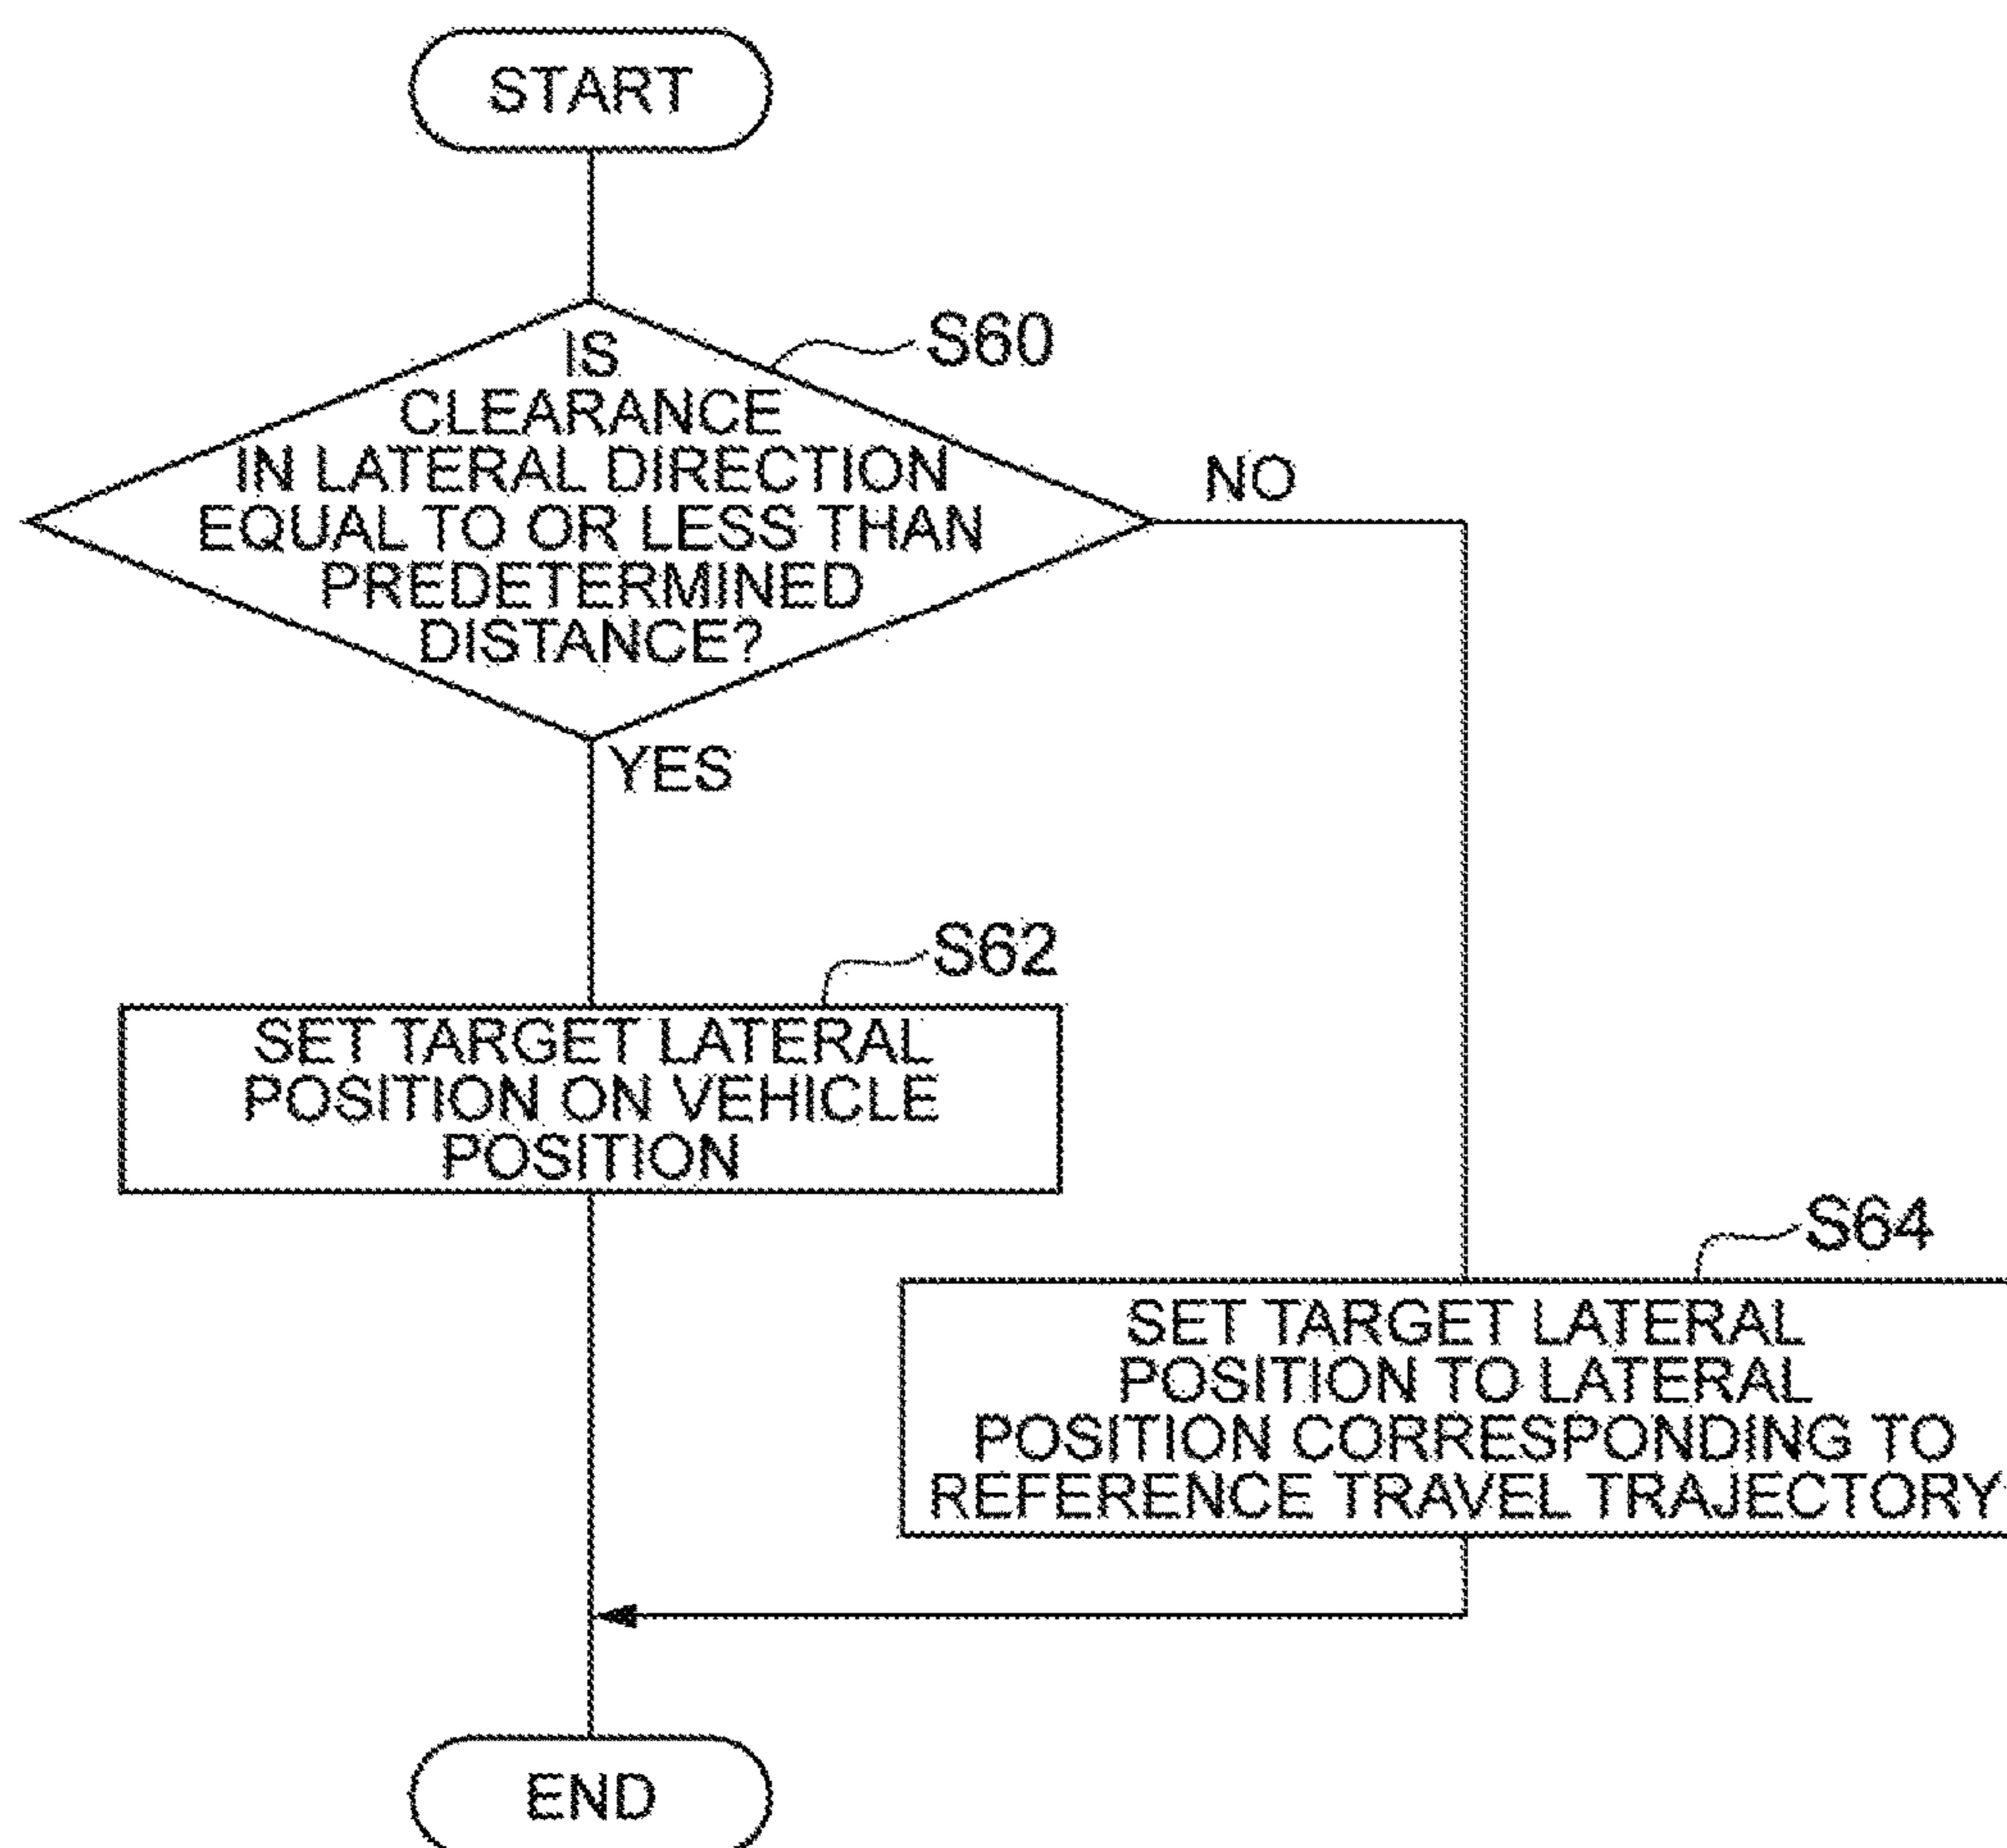 START
IS
CLEARANCE
IN LATERAL DIRECTION
EQUAL TO OR LESS THAN
PREDETERMINED
DISTANCE?
S60
NO
YES
S62
SET TARGET LATERAL
POSITION ON VEHICLE
POSITION
S64
SET TARGET LATERAL
POSITION TO LATERAL
POSITION CORRESPONDING TO
REFERENCE TRAVEL TRAJECTORY
END